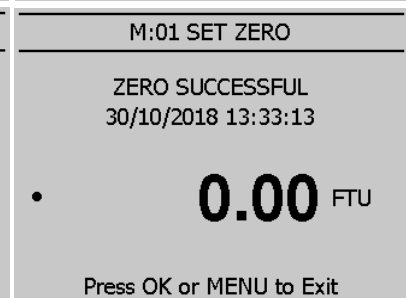 M:01 SET ZERO
ZERO SUCCESSFUL
30/10/2018 13:33:13
0.00 FTU
Press OK or MENU to Exit